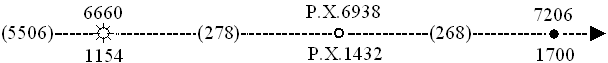 6660 P.X.6938 7206
(5506) (278) (268)
1154 P.X.1432 1700